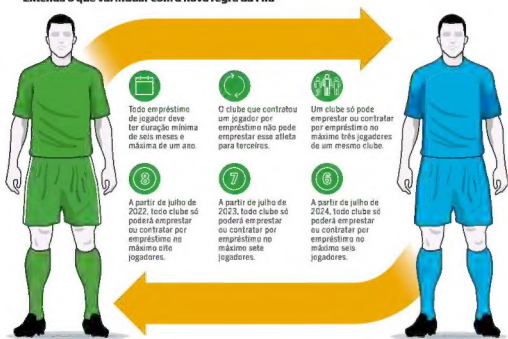 Entenda o que vai mudar com a nova regra da Fifa
Todo empréstimo
de jogador deve
ter duração mínima
de seis meses e
máxima de um ano.
O clube que contratou
um jogador por
empréstimo não pode
emprestar esse atleta
para terceiros.
Um clube só pode
emprestar ou contratar
por empréstimo no
máximo três jogadores
de um mesmo clube.
8
A partir de julho de
2022, todo clube só
poderá emprestar
ou contratar por
empréstimo no
máximo oito
jogadores.
7
A partir de julho de
2023, todo clube só
poderá emprestar
ou contratar por
empréstimo no
máximo sete
jogadores.
6
A partir de julho de
2024, todo clube só
poderá emprestar
ou contratar por
empréstimo no
máximo seis
jogadores.